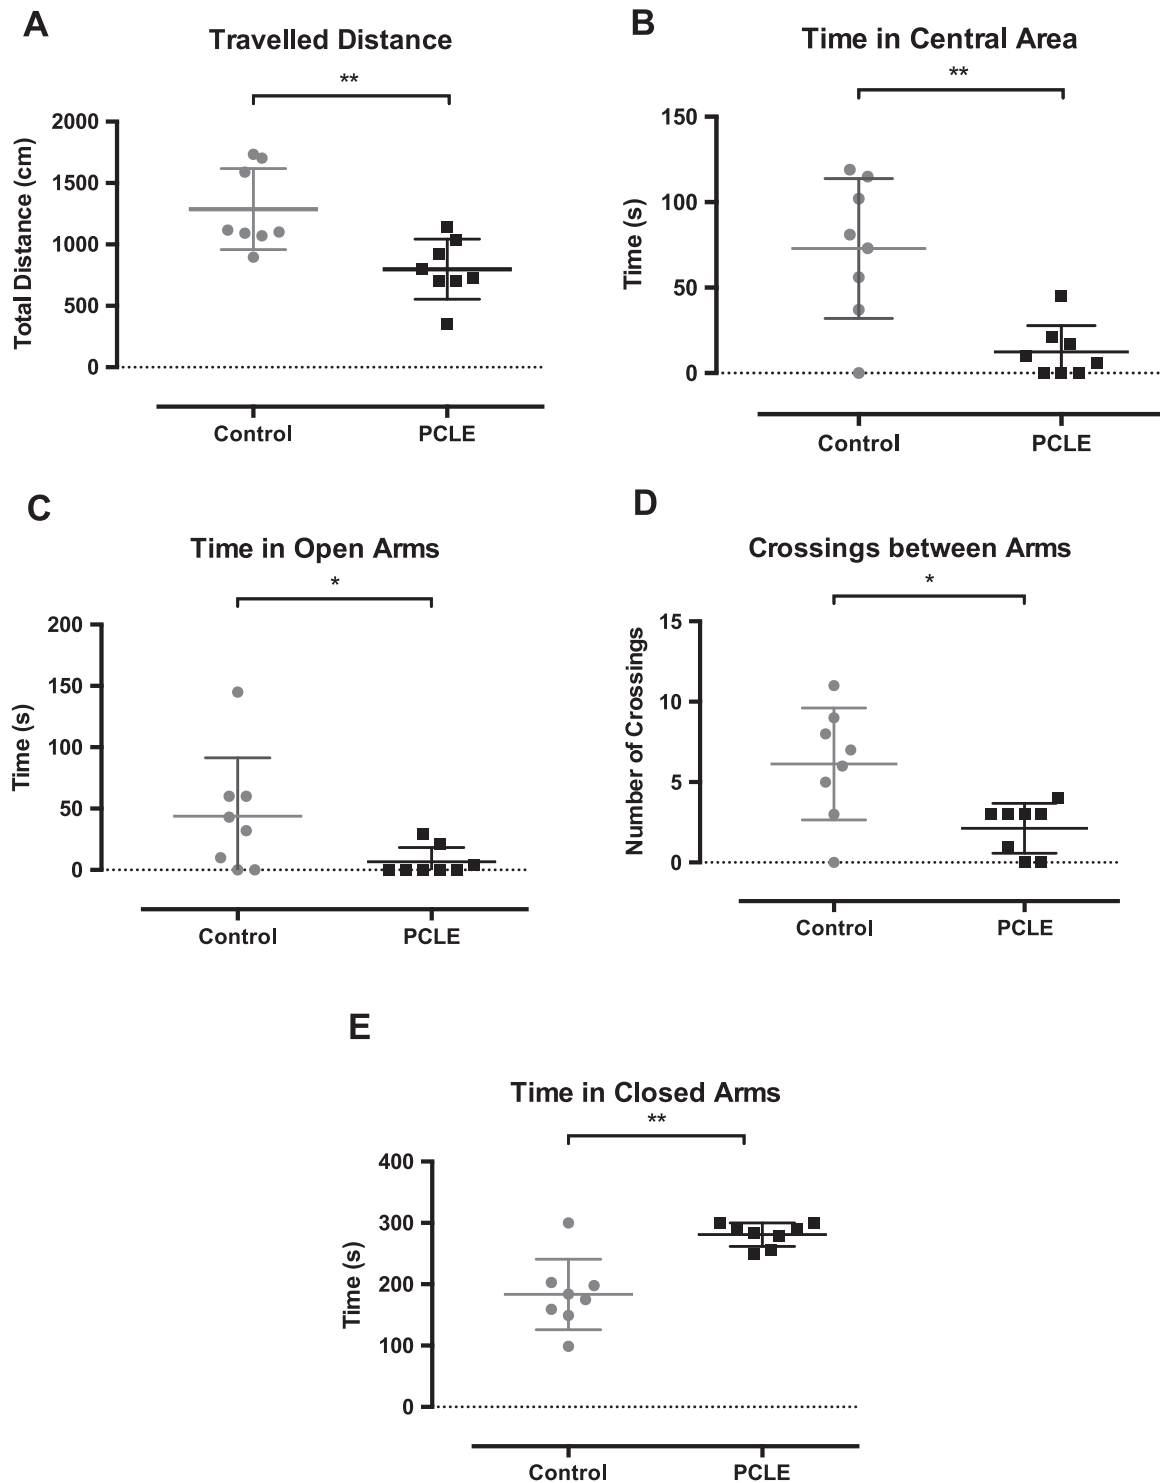 A
Travelled Distance
**
Total Distance (cm)
2000
1500
1000
500
0
Control
PCLE
B
Time in Central Area
**
Time (s)
150
100
50
0
Control
PCLE
C
Time in Open Arms
*
Time (s)
200
150
100
50
0
Control
PCLE
D
Crossings between Arms
*
Number of Crossings
15
10
5
0
Control
PCLE
E
Time in Closed Arms
**
Time (s)
400
300
200
100
0
Control
PCLE